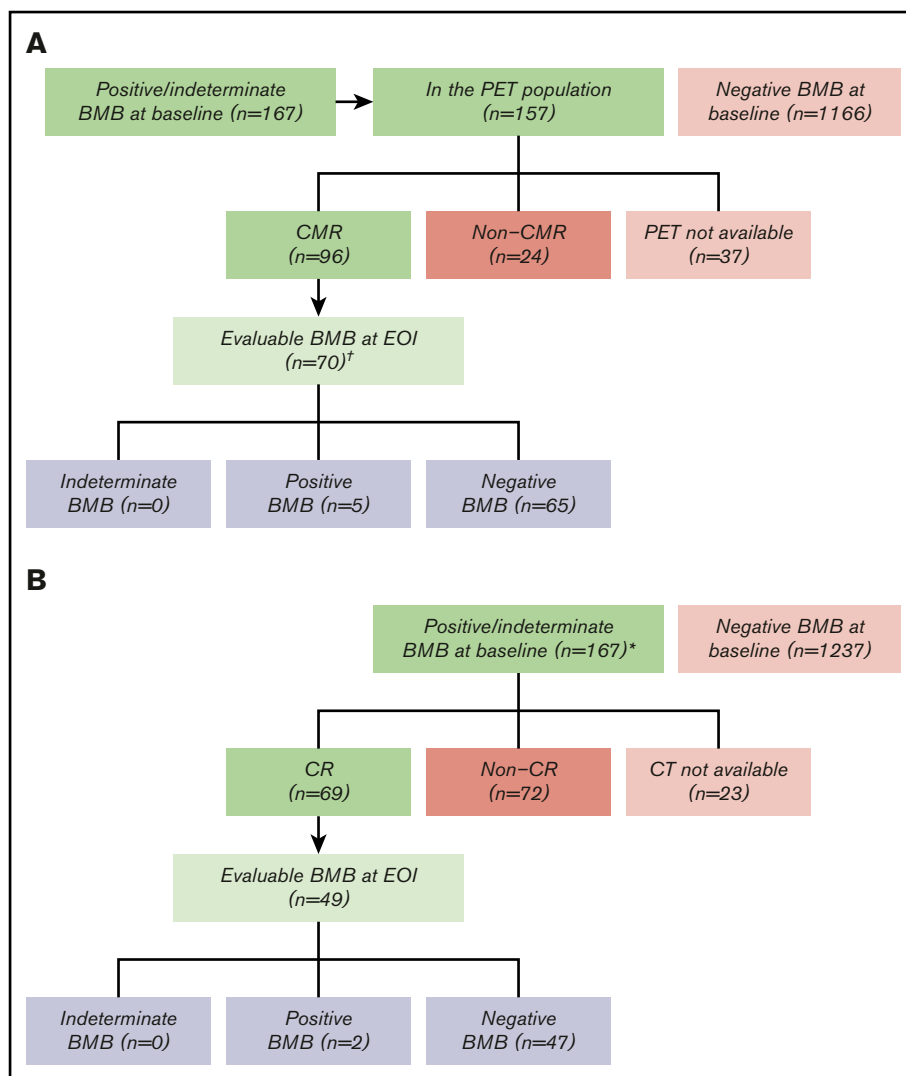 A
Positive/indeterminate
BMB at baseline (n=167)
In the PET population
(n=157)
Negative BMB at
baseline (n=1166)
CMR
(n=96)
Non−CMR
(n=24)
PET not available
(n=37)
Evaluable BMB at EOI
(n=70)†
Indeterminate
BMB (n=0)
Positive
BMB (n=5)
Negative
BMB (n=65)
B
Positive/indeterminate
BMB at baseline (n=167)*
Negative BMB at
baseline (n=1237)
CR
(n=69)
Non−CR
(n=72)
CT not available
(n=23)
Evaluable BMB at EOI
(n=49)
Indeterminate
BMB (n=0)
Positive
BMB (n=2)
Negative
BMB (n=47)